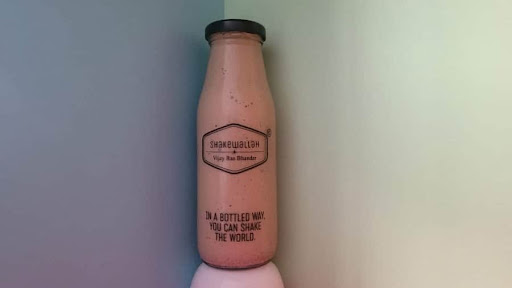 SHAKEWALLAH
Vijay Ras Bhandar
IN A BOTTLED WAY,
YOU CAN SHAKE
THE WORLD.